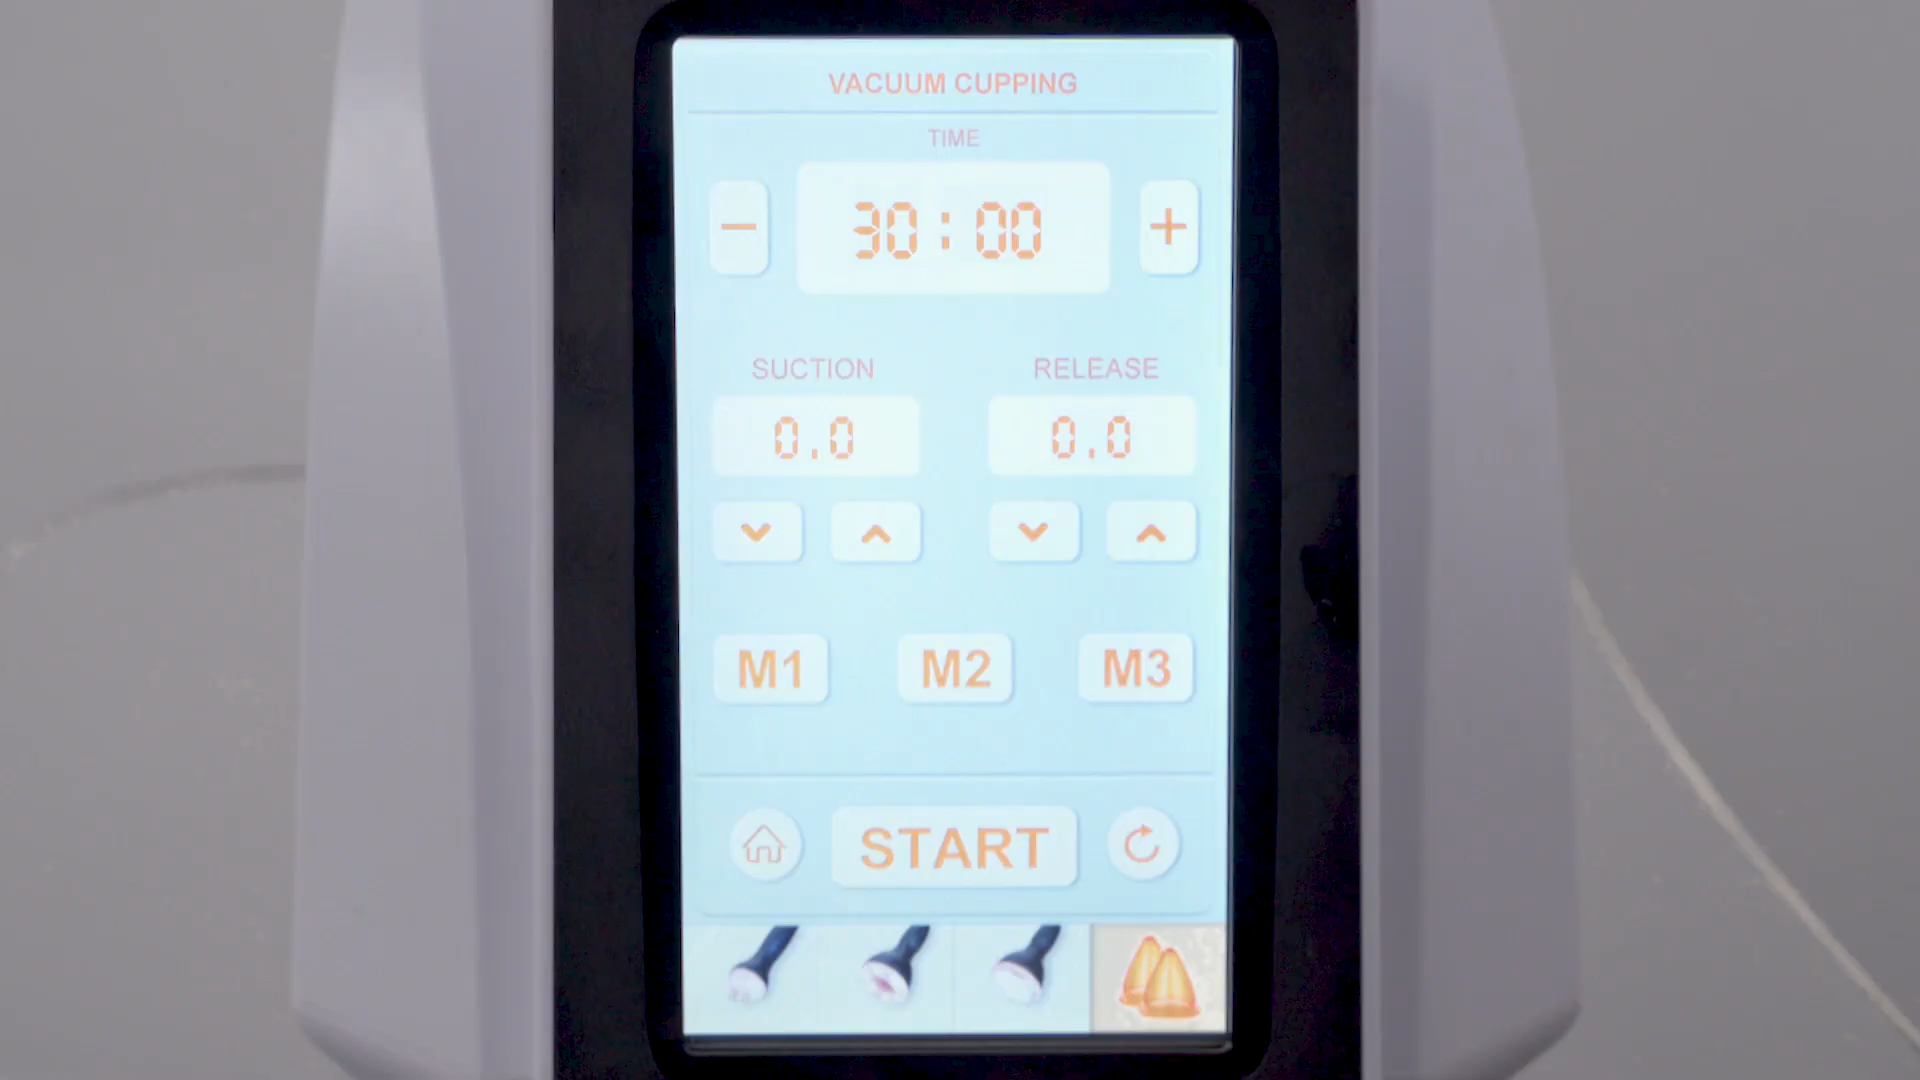 VACUUM CUPPING
TIME
− 30:00 +
SUCTION RELEASE
0.0 0.0
M1 M2 M3
START